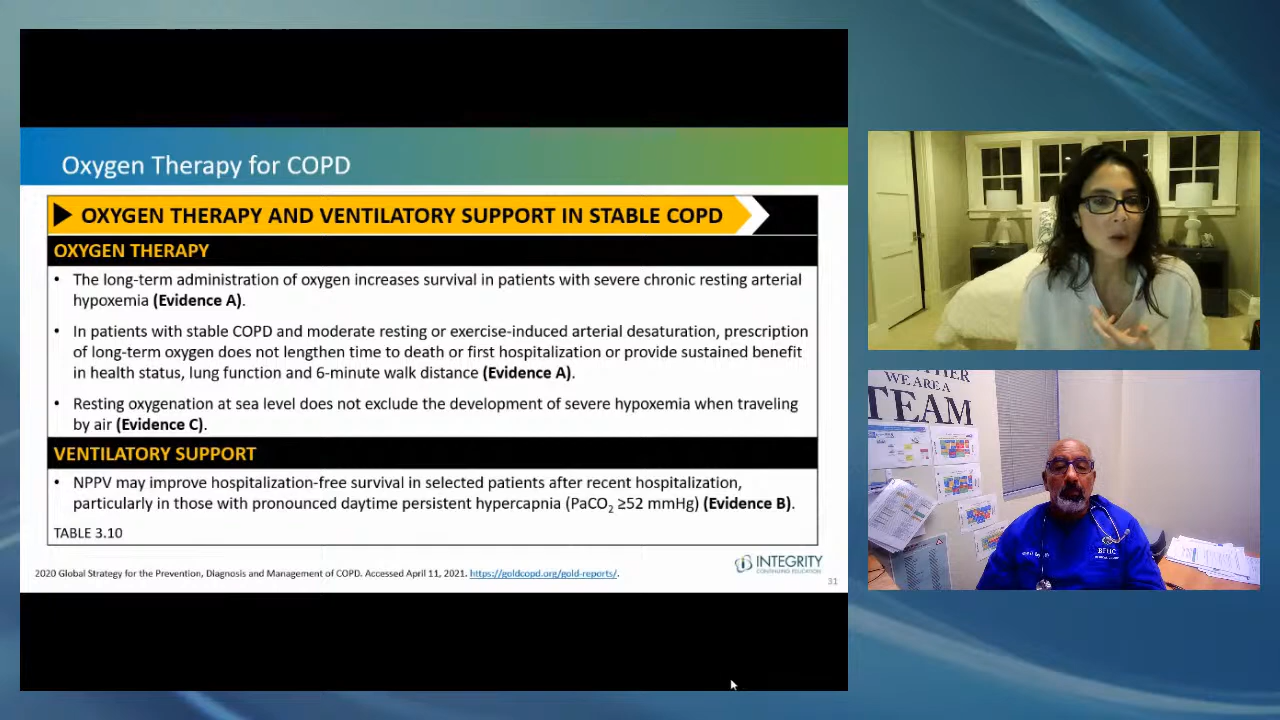 Oxygen Therapy for COPD
OXYGEN THERAPY AND VENTILATORY SUPPORT IN STABLE COPD
OXYGEN THERAPY
• The long-term administration of oxygen increases survival in patients with severe chronic resting arterial
hypoxemia (Evidence A).
• In patients with stable COPD and moderate resting or exercise-induced arterial desaturation, prescription
of long-term oxygen does not lengthen time to death or first hospitalization or provide sustained benefit
in health status, lung function and 6-minute walk distance (Evidence A).
• Resting oxygenation at sea level does not exclude the development of severe hypoxemia when traveling
by air (Evidence C).
VENTILATORY SUPPORT
• NPPV may improve hospitalization-free survival in selected patients after recent hospitalization,
particularly in those with pronounced daytime persistent hypercapnia (PaCO₂ ≥52 mmHg) (Evidence B).
TABLE 3.10
INTEGRITY
CONTINUING EDUCATION
2020 Global Strategy for the Prevention, Diagnosis and Management of COPD. Accessed April 11, 2021. https://goldcopd.org/gold-reports/.
31
WE ARE A
TEAM